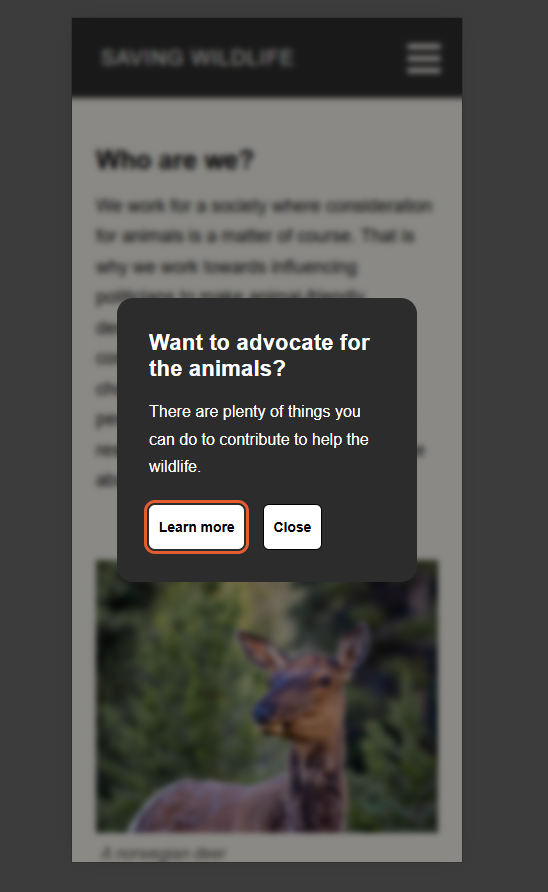 SAVING WILDLIFE
Who are we?
We work for a society where consideration
for animals is a matter of course. That is
why we work towards influencing
politicians to make animal-friendly
Want to advocate for
the animals?
There are plenty of things you
can do to contribute to help the
wildlife.
Learn more
Close
A norwegian deer